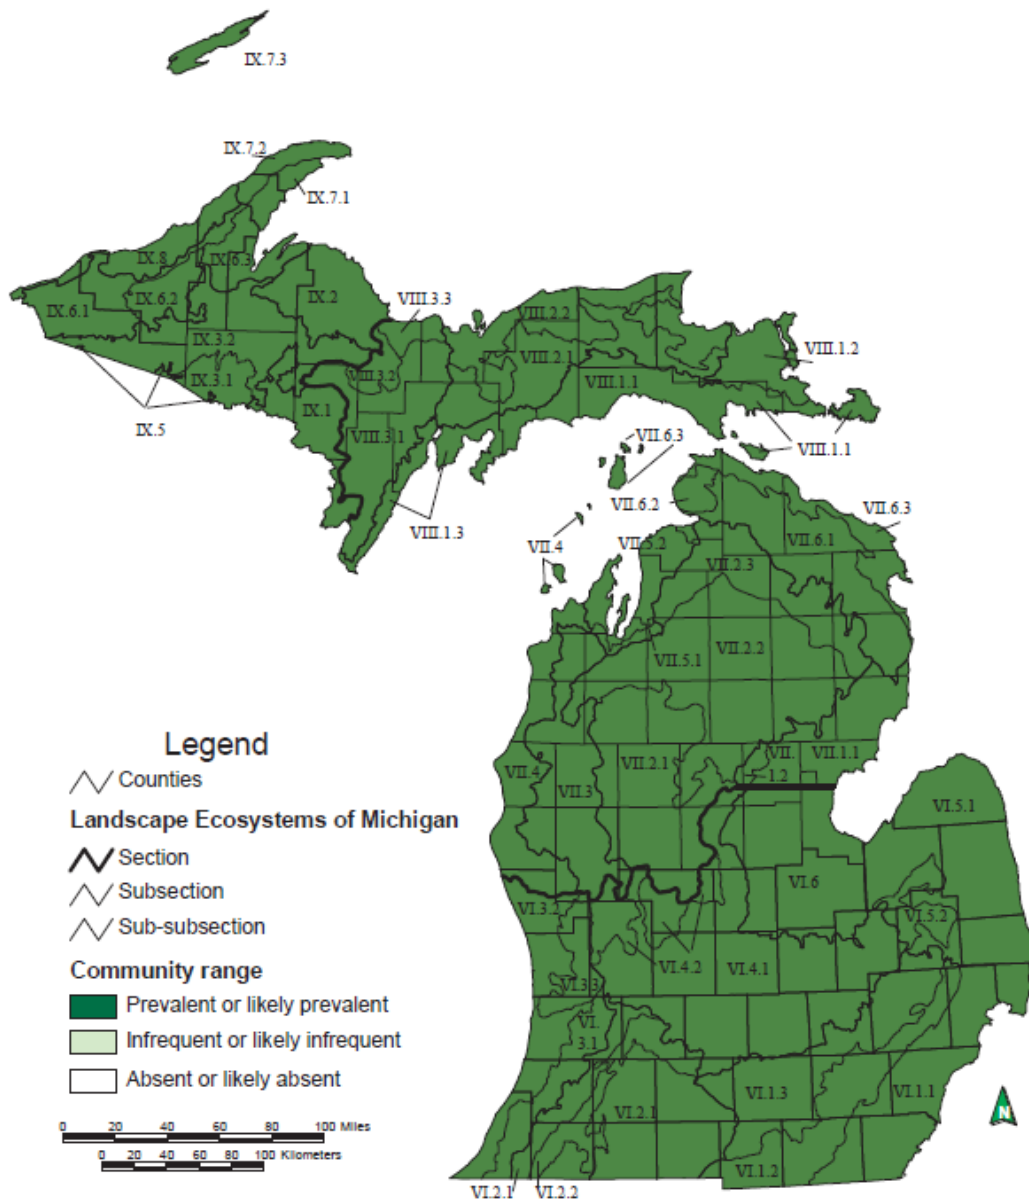 IX.7.3
IX.7.2
IX.7.1
IX.8
IX.6.3
IX.6.1
IX.6.2
IX.2
VIII.3.3
VIII.2.2
IX.3.2
VIII.2.1
VIII.1.2
IX.3.1
VIII.3.2
VIII.1.1
IX.1
IX.5
VIII.3.1
VII.6.3
VIII.1.1
VII.6.2
VII.6.3
VIII.1.3
VII.4
VII.5.2
VII.6.1
VII.2.3
VII.5.1
VII.2.2
Legend
Counties
Landscape Ecosystems of Michigan
Section
Subsection
Sub-subsection
Community range
Prevalent or likely prevalent
Infrequent or likely infrequent
Absent or likely absent
0 20 40 60 80 100 Miles
0 20 40 60 80 100 Kilometers
VII.4
VII.3
VII.2.1
VII.
1.2
VII.1.1
VI.5.1
VI.6
VI.3.2
VI.5.2
VI.4.2
VI.4.1
VI.3.3
VI.
3.1
VI.2.1
VI.1.3
VI.1.1
VI.1.2
VI.2.1
VI.2.2
N